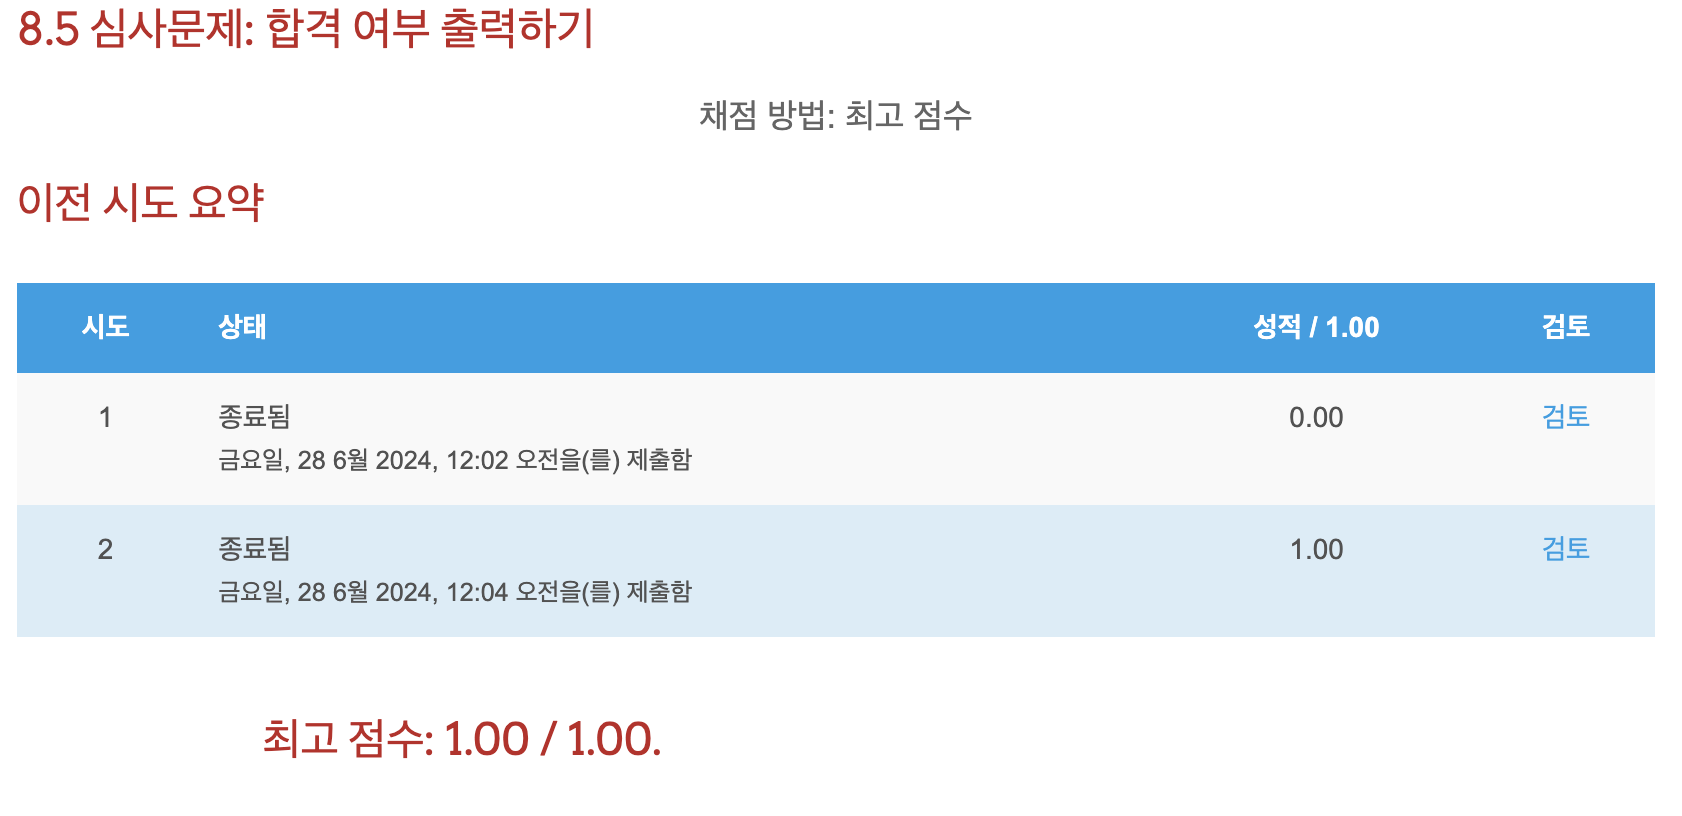 8.5 심사문제: 합격 여부 출력하기
채점 방법: 최고 점수
이전 시도 요약
시도 상태 성적 / 1.00 검토
1 종료됨 0.00 검토
금요일, 28 6월 2024, 12:02 오전을(를) 제출함
2 종료됨 1.00 검토
금요일, 28 6월 2024, 12:04 오전을(를) 제출함
최고 점수: 1.00 / 1.00.